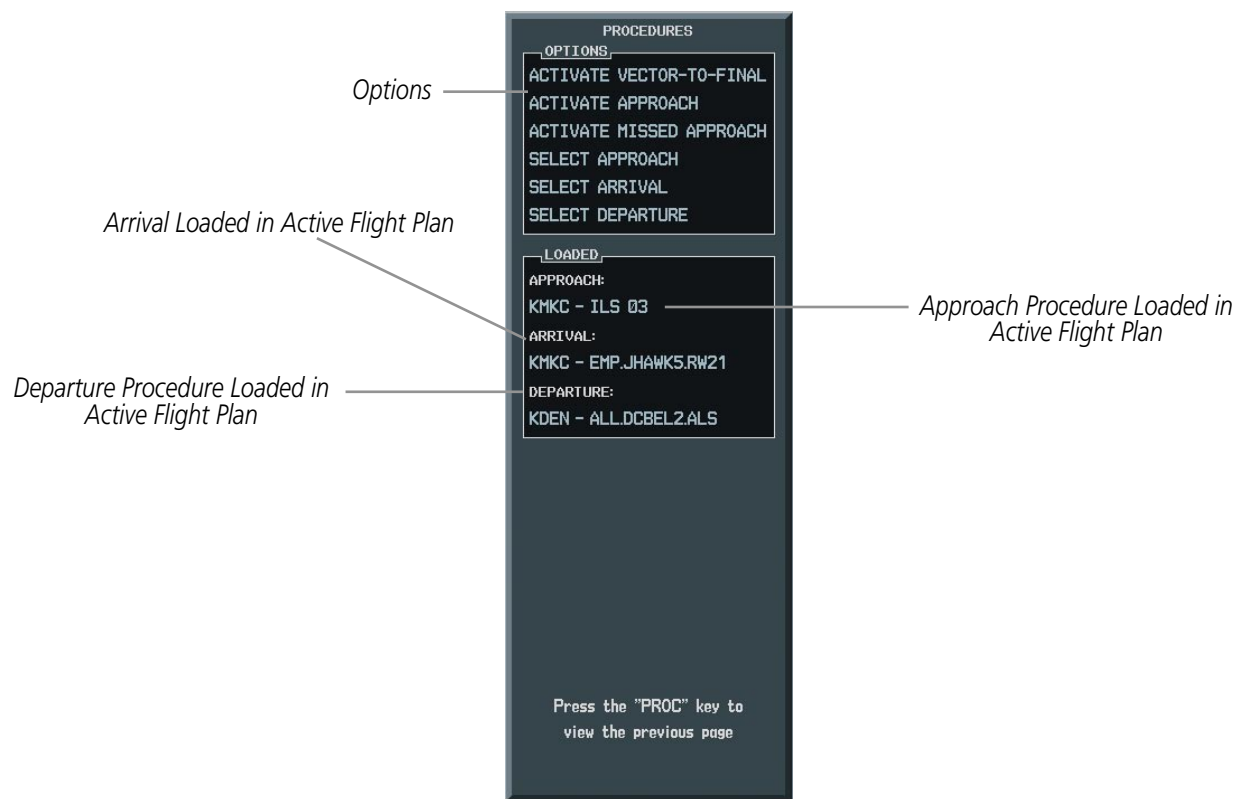 PROCEDURES
OPTIONS
ACTIVATE VECTOR-TO-FINAL
ACTIVATE APPROACH
ACTIVATE MISSED APPROACH
SELECT APPROACH
SELECT ARRIVAL
SELECT DEPARTURE
Options
Arrival Loaded in Active Flight Plan
LOADED
APPROACH:
KMKC - ILS 03
Approach Procedure Loaded in
Active Flight Plan
ARRIVAL:
KMKC - EMP.JHAWK5.RW21
Departure Procedure Loaded in
Active Flight Plan
DEPARTURE:
KDEN - ALL.DCBEL2.ALS
Press the "PROC" key to
view the previous page